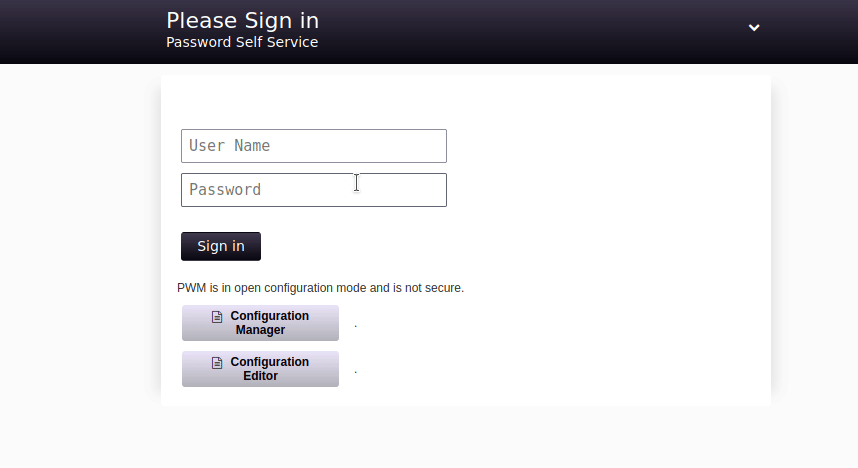 Please Sign in
Password Self Service
User Name
Password
Sign in
PWM is in open configuration mode and is not secure.
Configuration
Manager
.
Configuration
Editor
.